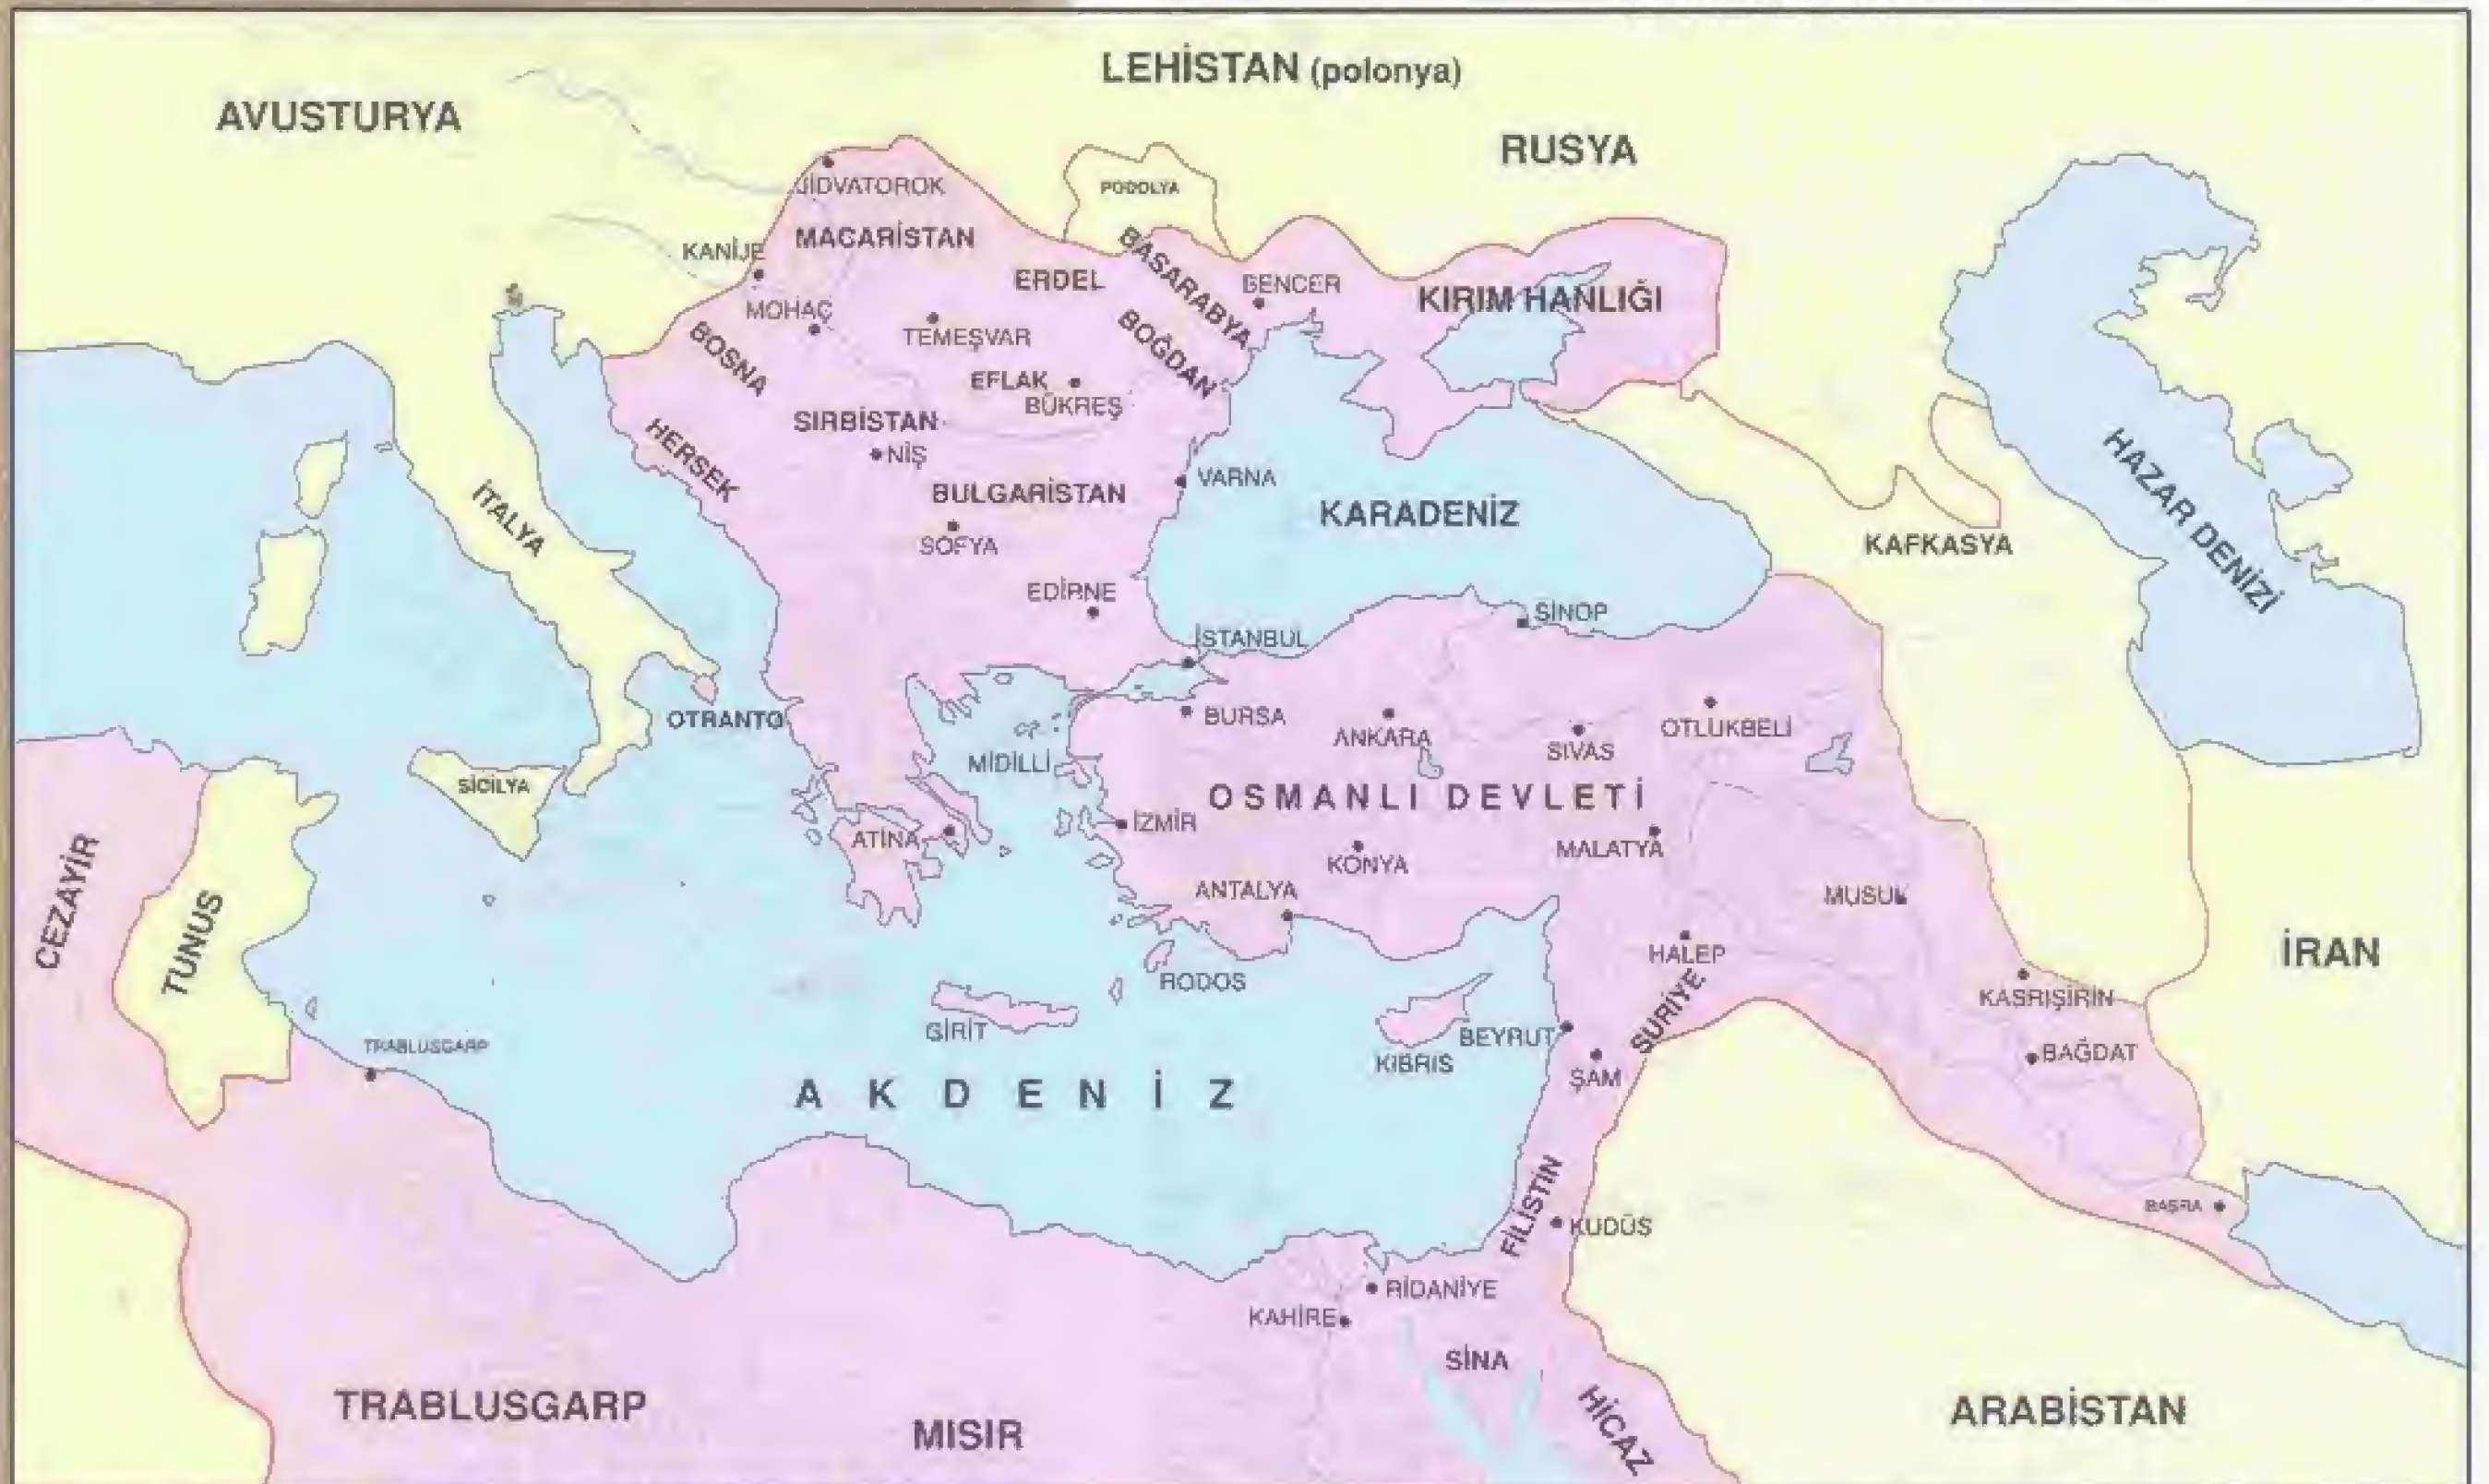 LEHİSTAN (polonya)
AVUSTURYA
RUSYA
JİDVATOROK
PODOLYA
MACARİSTAN
KANİJE
BASARABYA
ERDEL
BENCER
KIRIM HANLIĞI
MOHAÇ
TEMEŞVAR
BOĞDAN
BOSNA
EFLAK
BÜKREŞ
SIRBİSTAN
NİŞ
HERSEK
VARNA
BULGARİSTAN
KARADENİZ
HAZAR DENİZİ
İTALYA
SOFYA
KAFKASYA
EDİRNE
SİNOP
İSTANBUL
OTRANTO
BURSA
ANKARA
SIVAS
OTLUKBELİ
MİDİLLİ
SİCİLYA
OSMANLI DEVLETİ
İZMİR
ATİNA
KONYA
MALATYA
CEZAYİR
TUNUS
ANTALYA
MUSUL
HALEP
İRAN
RODOS
SURİYE
KASRIŞİRİN
GİRİT
BEYRUT
KIBRIS
TRABLUSGARP
BAĞDAT
ŞAM
AKDENİZ
FİLİSTİN
KUDÜS
BASRA
RİDANİYE
KAHİRE
SİNA
TRABLUSGARP
MISIR
HİCAZ
ARABİSTAN